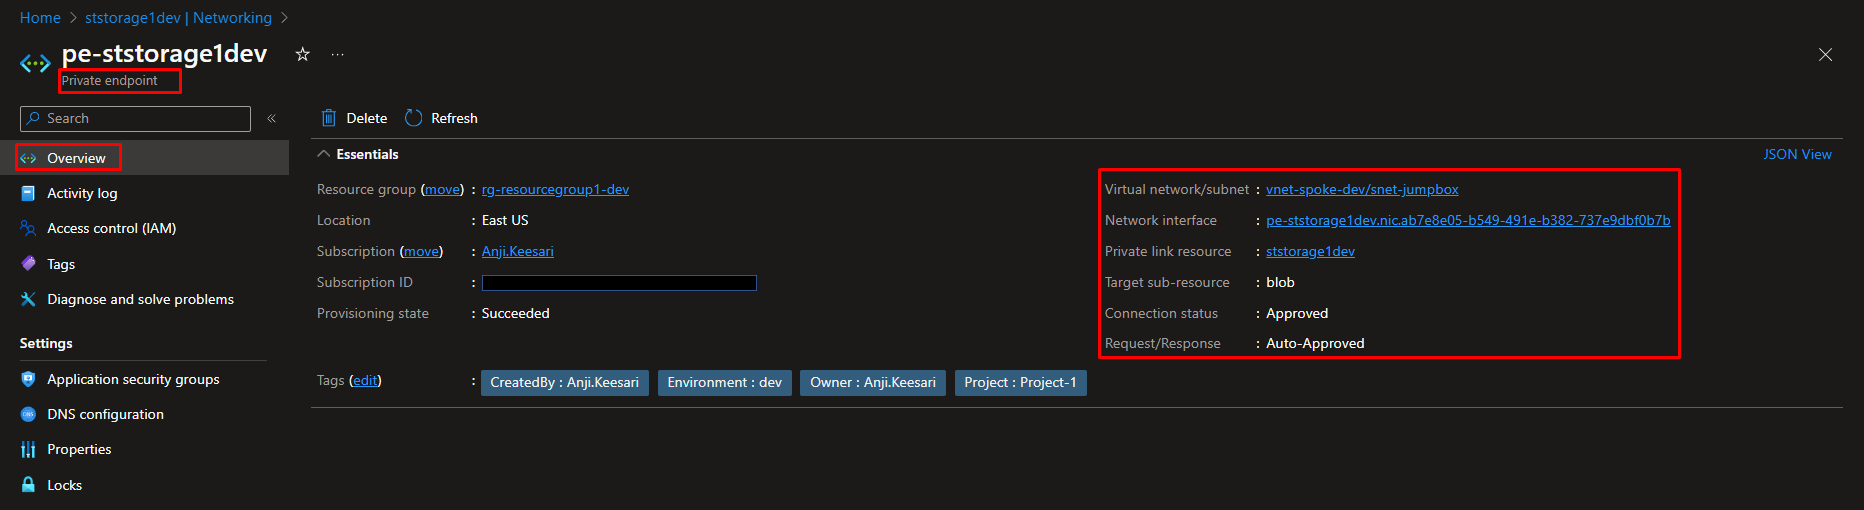 Home > ststorage1dev | Networking >
pe-ststorage1dev ☆ ...
Private endpoint
Search «
Overview
Activity log
Access control (IAM)
Tags
Diagnose and solve problems
Settings
Application security groups
DNS configuration
Properties
Locks
Delete Refresh
Essentials JSON View
Resource group (move) : rg-resourcegroup1-dev
Location : East US
Subscription (move) : Anji.Keesari
Subscription ID :
Provisioning state : Succeeded
Virtual network/subnet : vnet-spoke-dev/snet-jumpbox
Network interface : pe-ststorage1dev.nic.ab7e8e05-b549-491e-b382-737e9dbf0b7b
Private link resource : ststorage1dev
Target sub-resource : blob
Connection status : Approved
Request/Response : Auto-Approved
Tags (edit) : CreatedBy : Anji.Keesari Environment : dev Owner : Anji.Keesari Project : Project-1